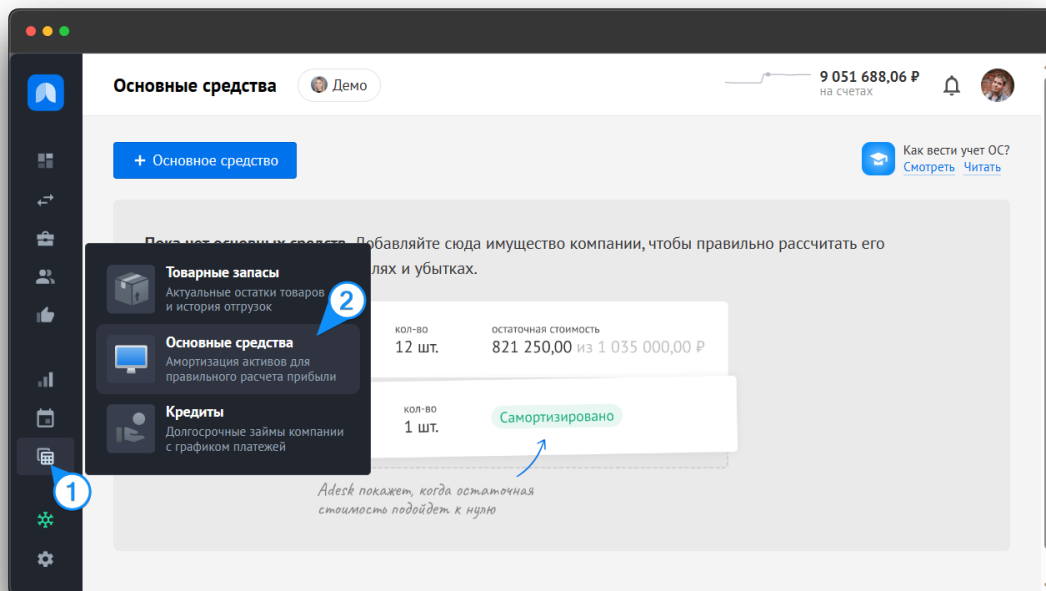 Основные средства
Демо
9 051 688,06 ₽
на счетах
+ Основное средство
Как вести учет ОС?
Смотреть Читать
Пока нет основных средств. Добавляйте сюда имущество компании, чтобы правильно рассчитать его
лях и убытках.
Товарные запасы
Актуальные остатки товаров
и история отгрузок
2
Основные средства
Амортизация активов для
правильного расчета прибыли
Кредиты
Долгосрочные займы компании
с графиком платежей
1
кол-во
12 шт.
остаточная стоимость
821 250,00 из 1 035 000,00 ₽
кол-во
1 шт.
Самортизировано
Adesk покажет, когда остаточная
стоимость подойдет к нулю